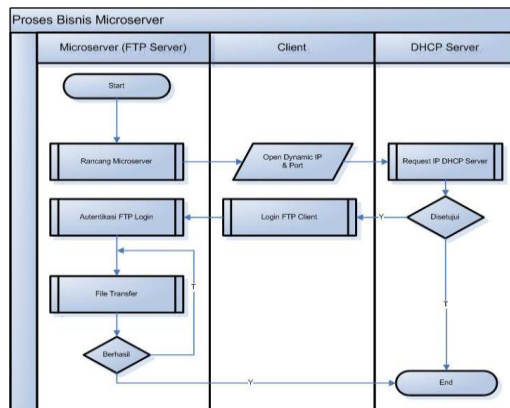 Proses Bisnis Microserver
Microserver (FTP Server)
Client
DHCP Server
Start
Rancang Microserver
Open Dynamic IP
& Port
Request IP DHCP Server
Autentikasi FTP Login
Login FTP Client
Y
Disetujui
File Transfer
T
T
Berhasil
Y
End